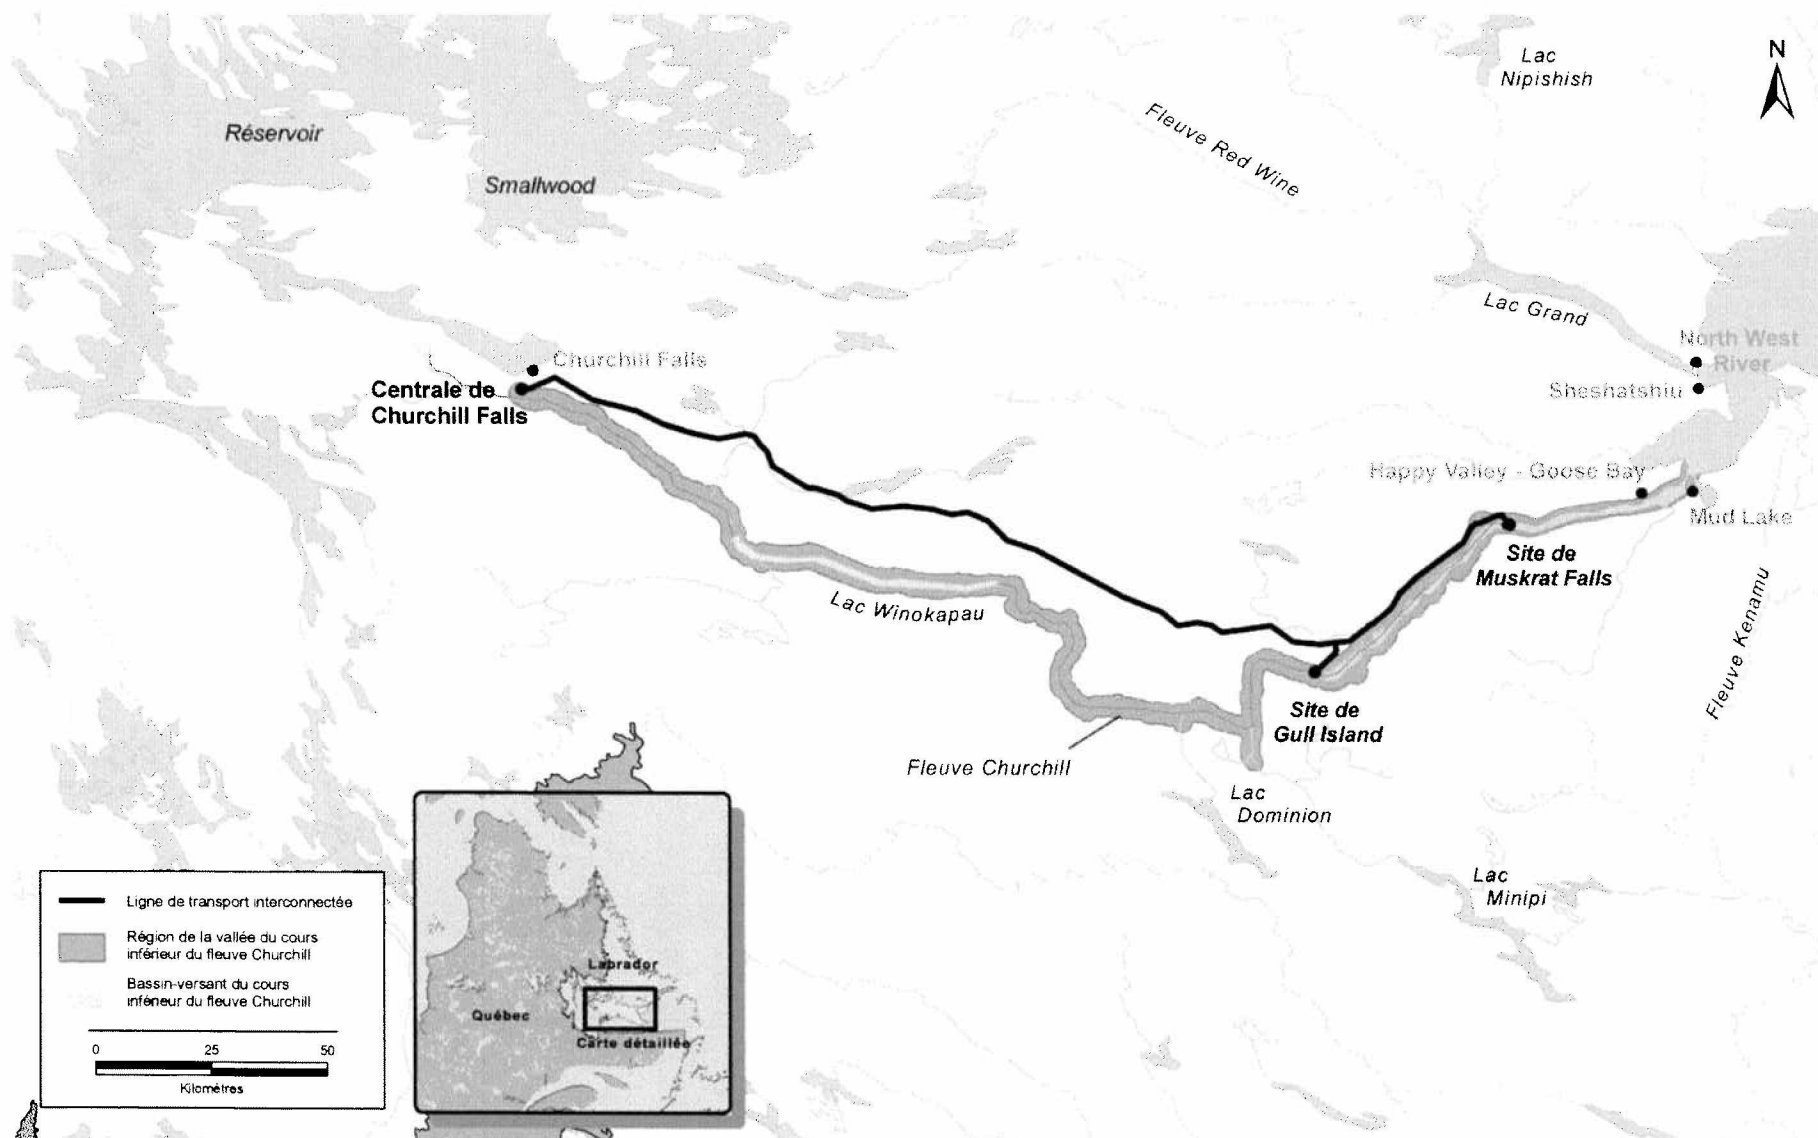 Lac
Nipishish
N
Fleuve Red Wine
Réservoir
Smallwood
Lac Grand
North West
River
Sheshatshiu
Churchill Falls
Centrale de
Churchill Falls
Happy Valley - Goose Bay
Mud Lake
Site de
Muskrat Falls
Fleuve Kenamu
Lac Winokapau
Site de
Gull Island
Fleuve Churchill
Lac
Dominion
Lac
Minipi
Ligne de transport interconnectée
Région de la vallée du cours
inférieur du fleuve Churchill
Bassin-versant du cours
inférieur du fleuve Churchill
0 25 50
Kilomètres
Labrador
Québec
Carte détaillée